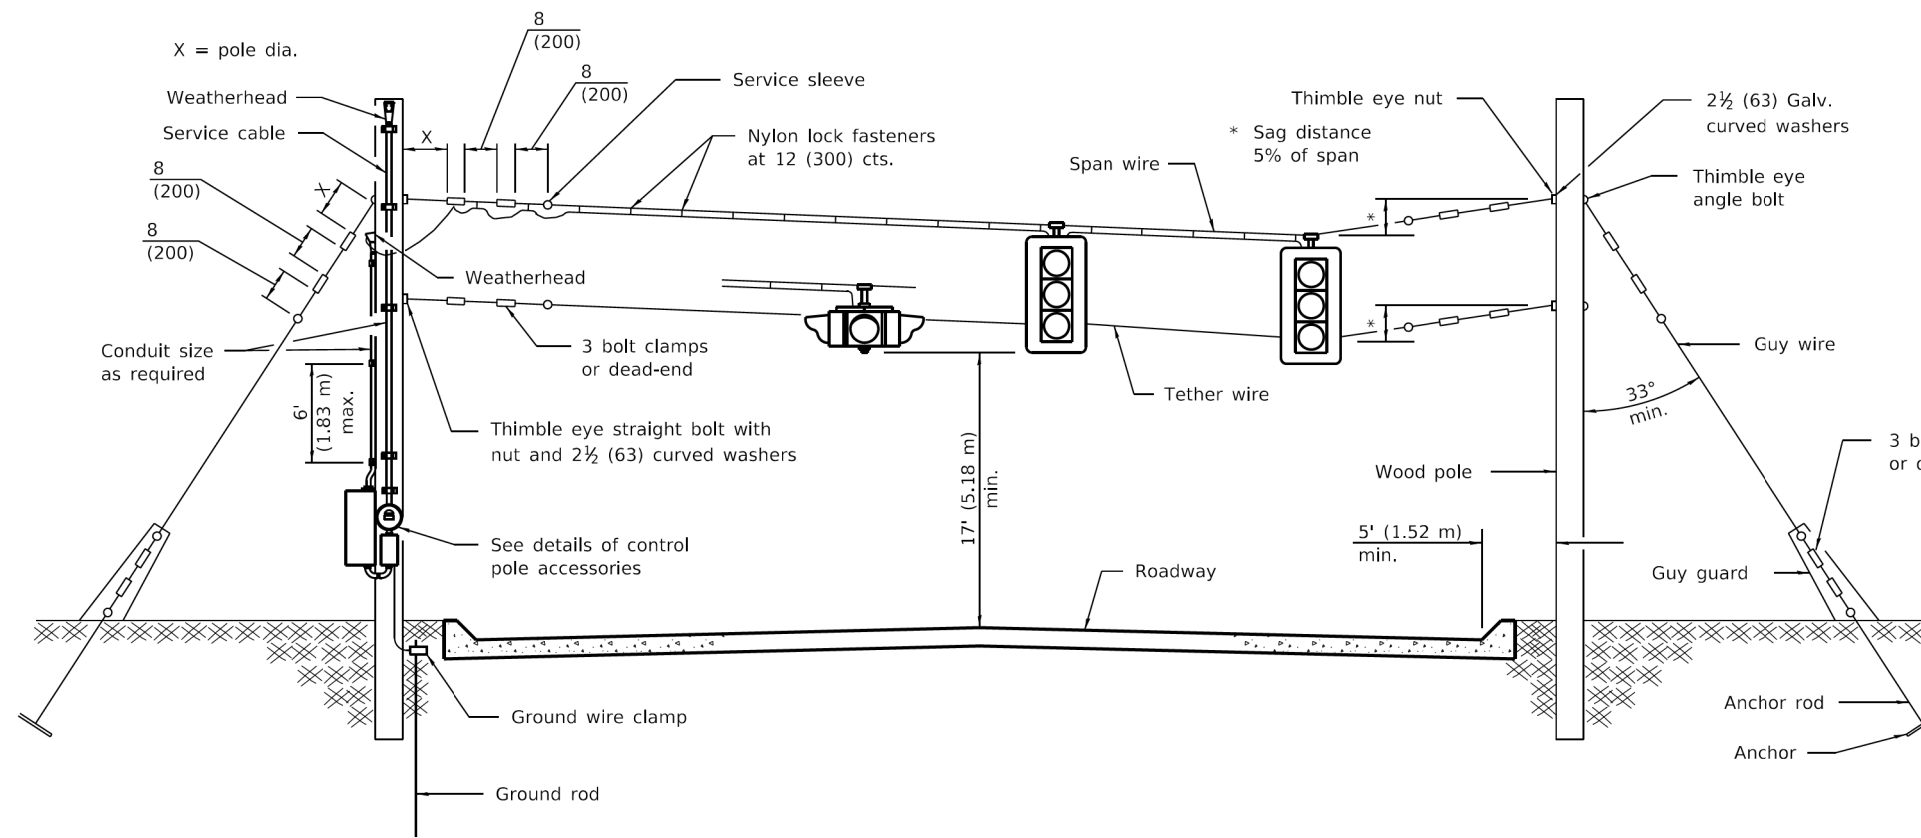 8
(200)
X = pole dia.
8
(200)
Service sleeve
Weatherhead
Thimble eye nut
2½ (63) Galv.
curved washers
Service cable
X
Nylon lock fasteners
at 12 (300) cts.
* Sag distance
5% of span
Span wire
8
(200)
X
Thimble eye
angle bolt
*
8
(200)
Weatherhead
*
Conduit size
as required
3 bolt clamps
or dead-end
Guy wire
Tether wire
33°
min.
6'
(1.83 m)
max.
Thimble eye straight bolt with
nut and 2½ (63) curved washers
3 b
or
Wood pole
17' (5.18 m)
min.
5' (1.52 m)
min.
See details of control
pole accessories
Roadway
Guy guard
Ground wire clamp
Anchor rod
Anchor
Ground rod